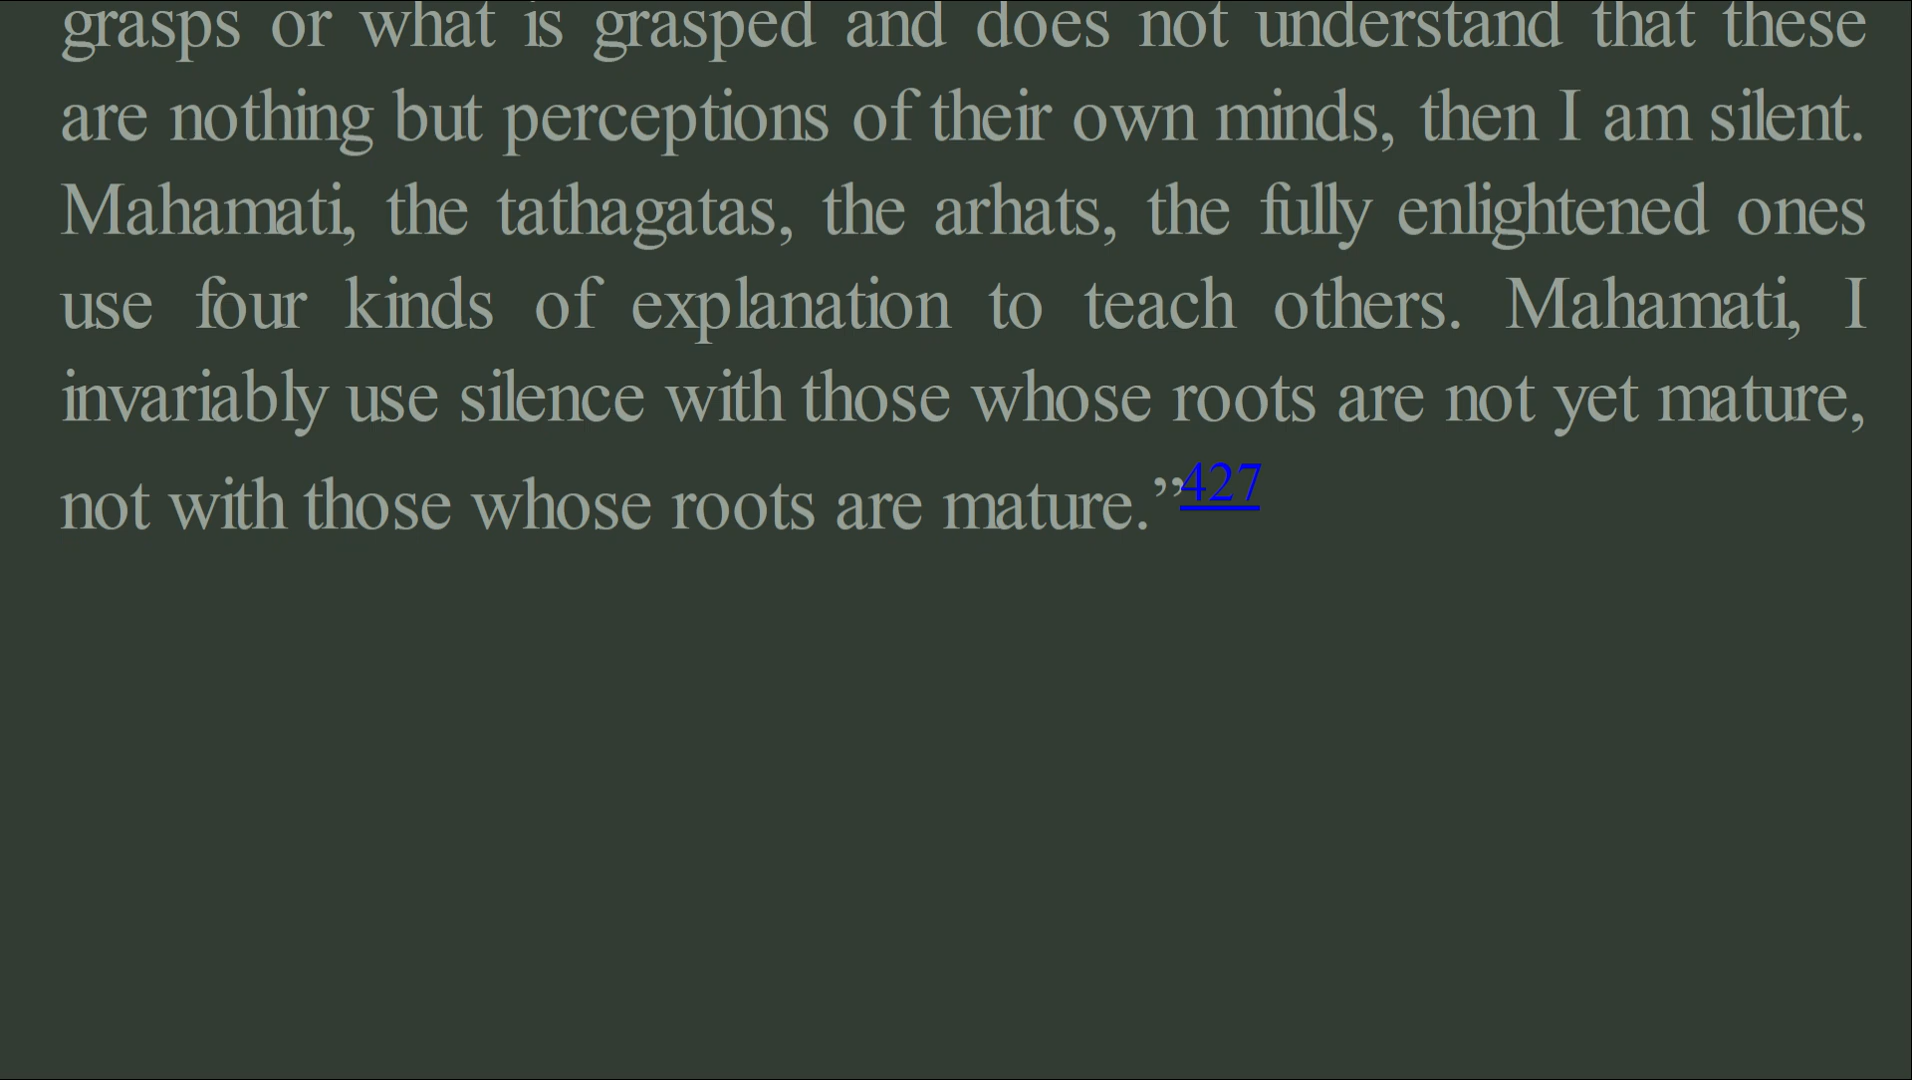 grasps or what is grasped and does not understand that these
are nothing but perceptions of their own minds, then I am silent.
Mahamati, the tathagatas, the arhats, the fully enlightened ones
use four kinds of explanation to teach others. Mahamati, I
invariably use silence with those whose roots are not yet mature,
not with those whose roots are mature.”427